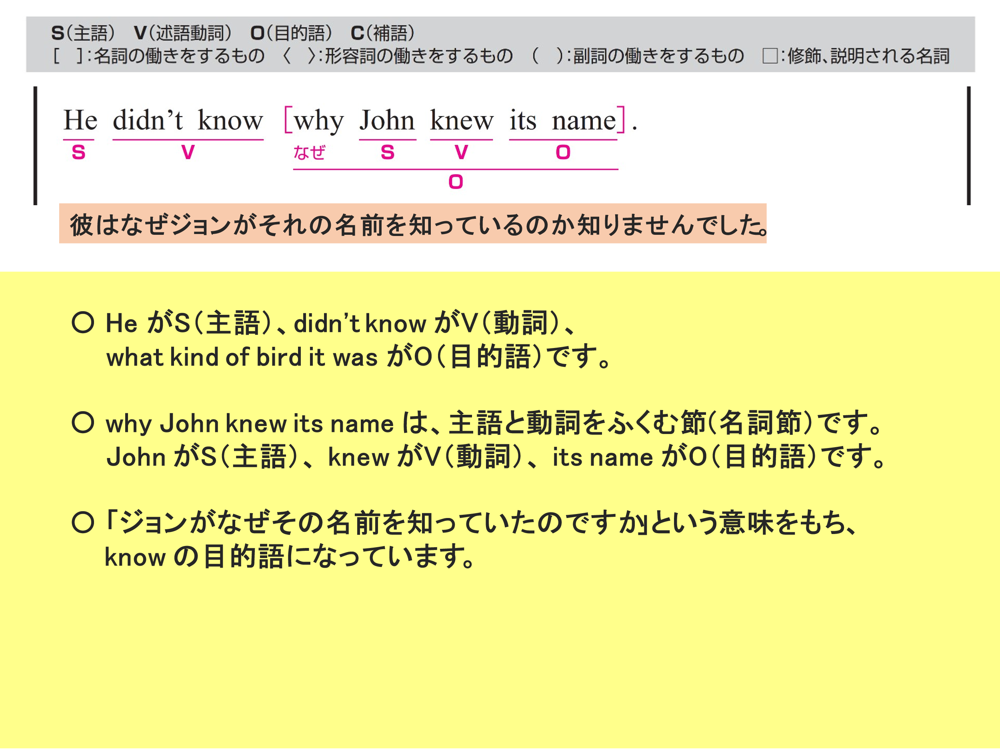 S(主語) V(述語動詞) O(目的語) C(補語)
[ ]:名詞の働きをするもの 〈 〉:形容詞の働きをするもの ( ):副詞の働きをするもの □:修飾、説明される名詞
He didn't know [why John knew its name].
S V なぜ S V O
O
彼はなぜジョンがそれの名前を知っているのか知りませんでした。
○ He がS(主語)、didn't know がV(動詞)、
what kind of bird it was がO(目的語)です。
○ why John knew its name は、主語と動詞をふくむ節(名詞節)です。
John がS(主語)、knew がV(動詞)、its name がO(目的語)です。
○ 「ジョンがなぜその名前を知っていたのですか」という意味をもち、
know の目的語になっています。